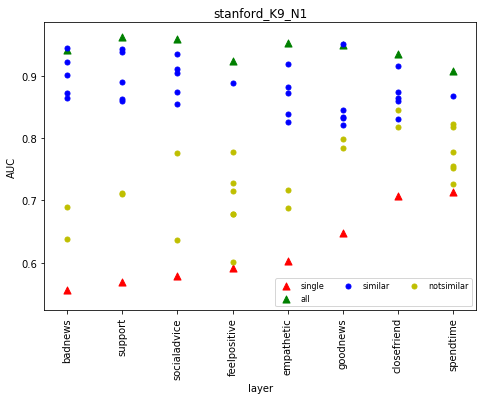 stanford_K9_N1
AUC
0.9
0.8
0.7
0.6
single
similar
notsimilar
all
badnews
support
socialadvice
feelpositive
empathetic
goodnews
closefriend
spendtime
layer